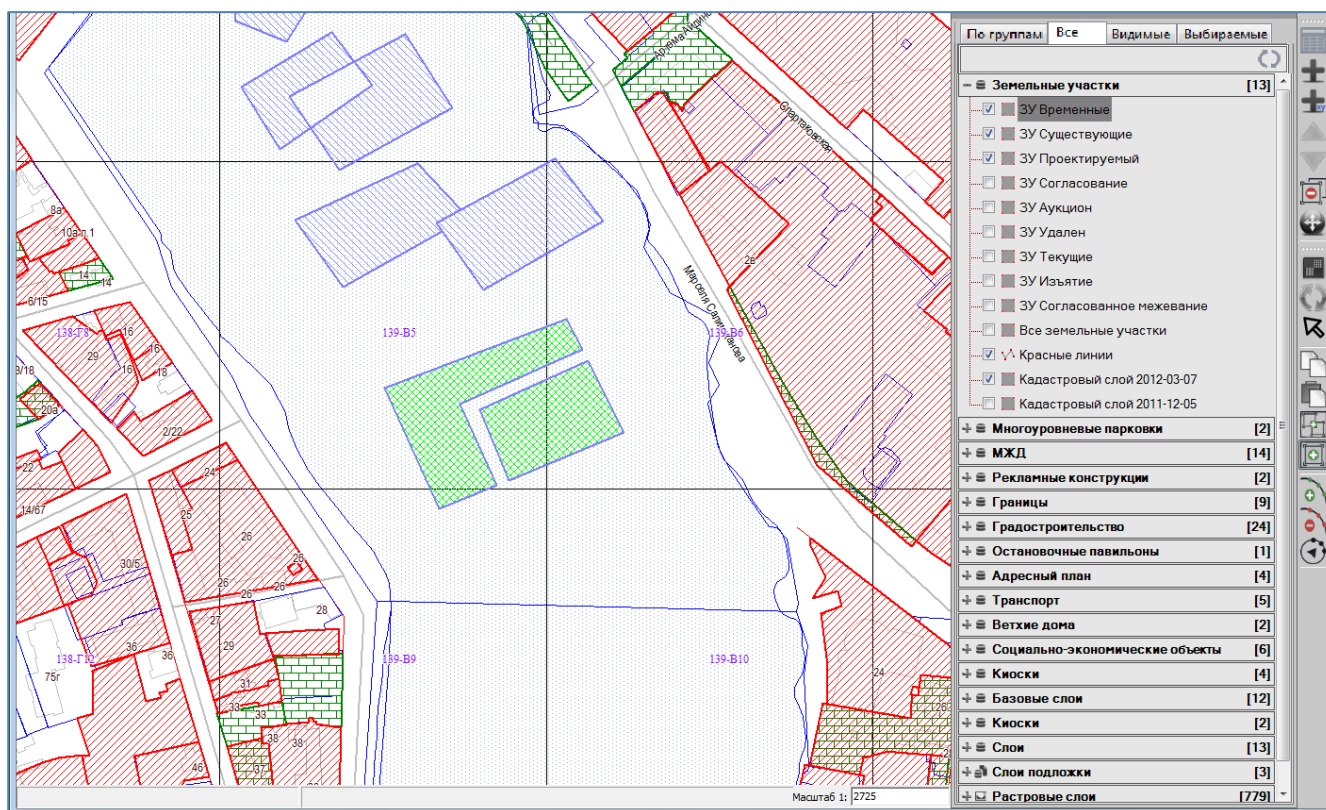 По группам Все Видимые Выбираемые
Земельные участки [13]
ЗУ Временные
ЗУ Существующие
ЗУ Проектируемый
ЗУ Согласование
ЗУ Аукцион
ЗУ Удален
ЗУ Текущие
ЗУ Изъятие
ЗУ Согласованное межевание
Все земельные участки
Красные линии
Кадастровый слой 2012-03-07
Кадастровый слой 2011-12-05
Многоуровневые парковки [2]
МЖД [14]
Рекламные конструкции [2]
Границы [9]
Градостроительство [24]
Остановочные павильоны [1]
Адресный план [4]
Транспорт [5]
Ветхие дома [2]
Социально-экономические объекты [6]
Киоски [4]
Базовые слои [12]
Киоски [2]
Слои [13]
Слои подложки [3]
Растровые слои [779]
Спартаковская
8а
10а п.1
14
14
6/15
2в
138-Г8
16
139-В5
139-В6
29
16
16
18
3/18
20а
2/22
22
24
14/67
25
26
30/5
26
26
26
26
27
28
29
36
36
138-Г12
139-В9
139-В10
75г
24
31
33
33
26
38
38
37
46
Масштаб 1: 2725